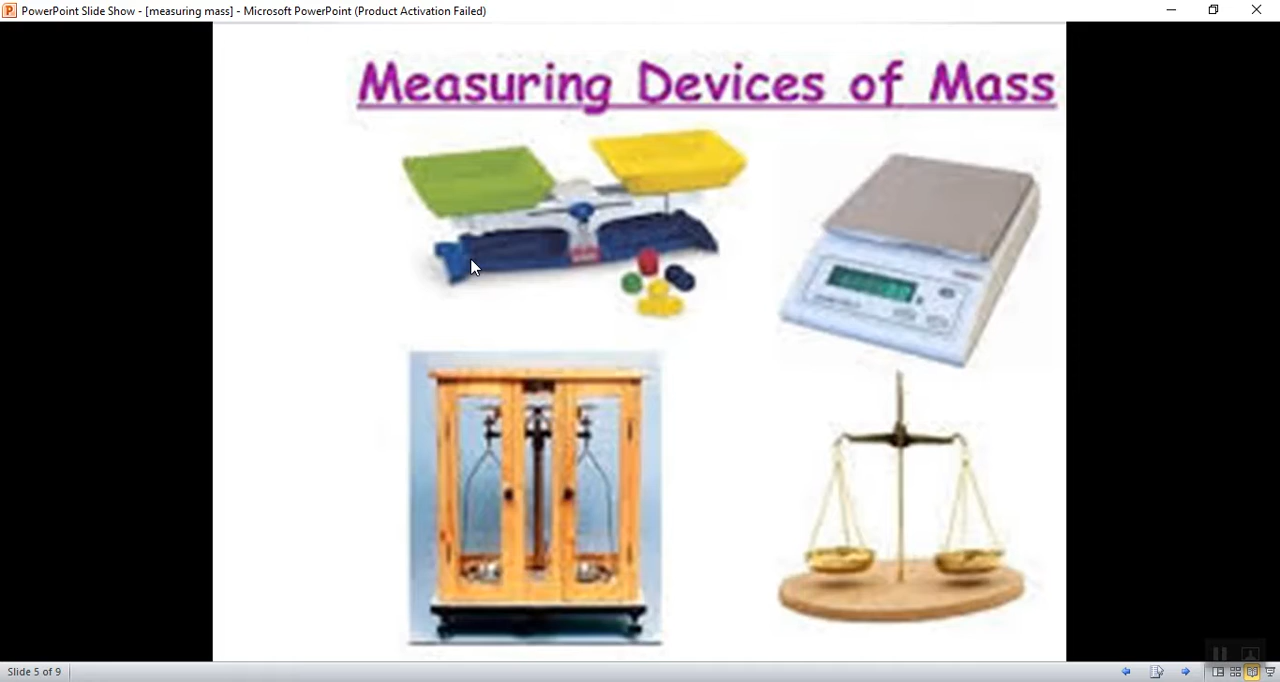 PowerPoint Slide Show - [measuring mass] - Microsoft PowerPoint (Product Activation Failed)
Measuring Devices of Mass
Slide 5 of 9